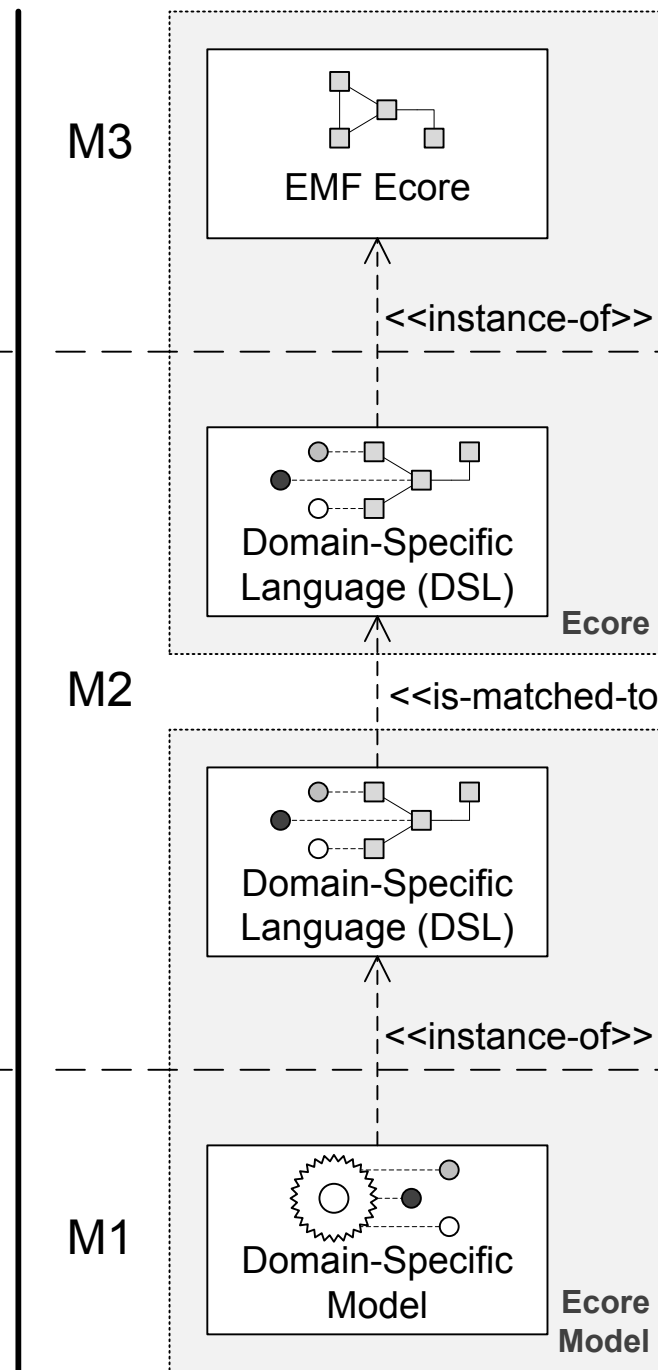 M3
EMF Ecore
<<instance-of>>
Domain-Specific
Language (DSL)
Ecore
M2
<<is-matched-to
Domain-Specific
Language (DSL)
<<instance-of>>
M1
Domain-Specific
Model
Ecore
Model